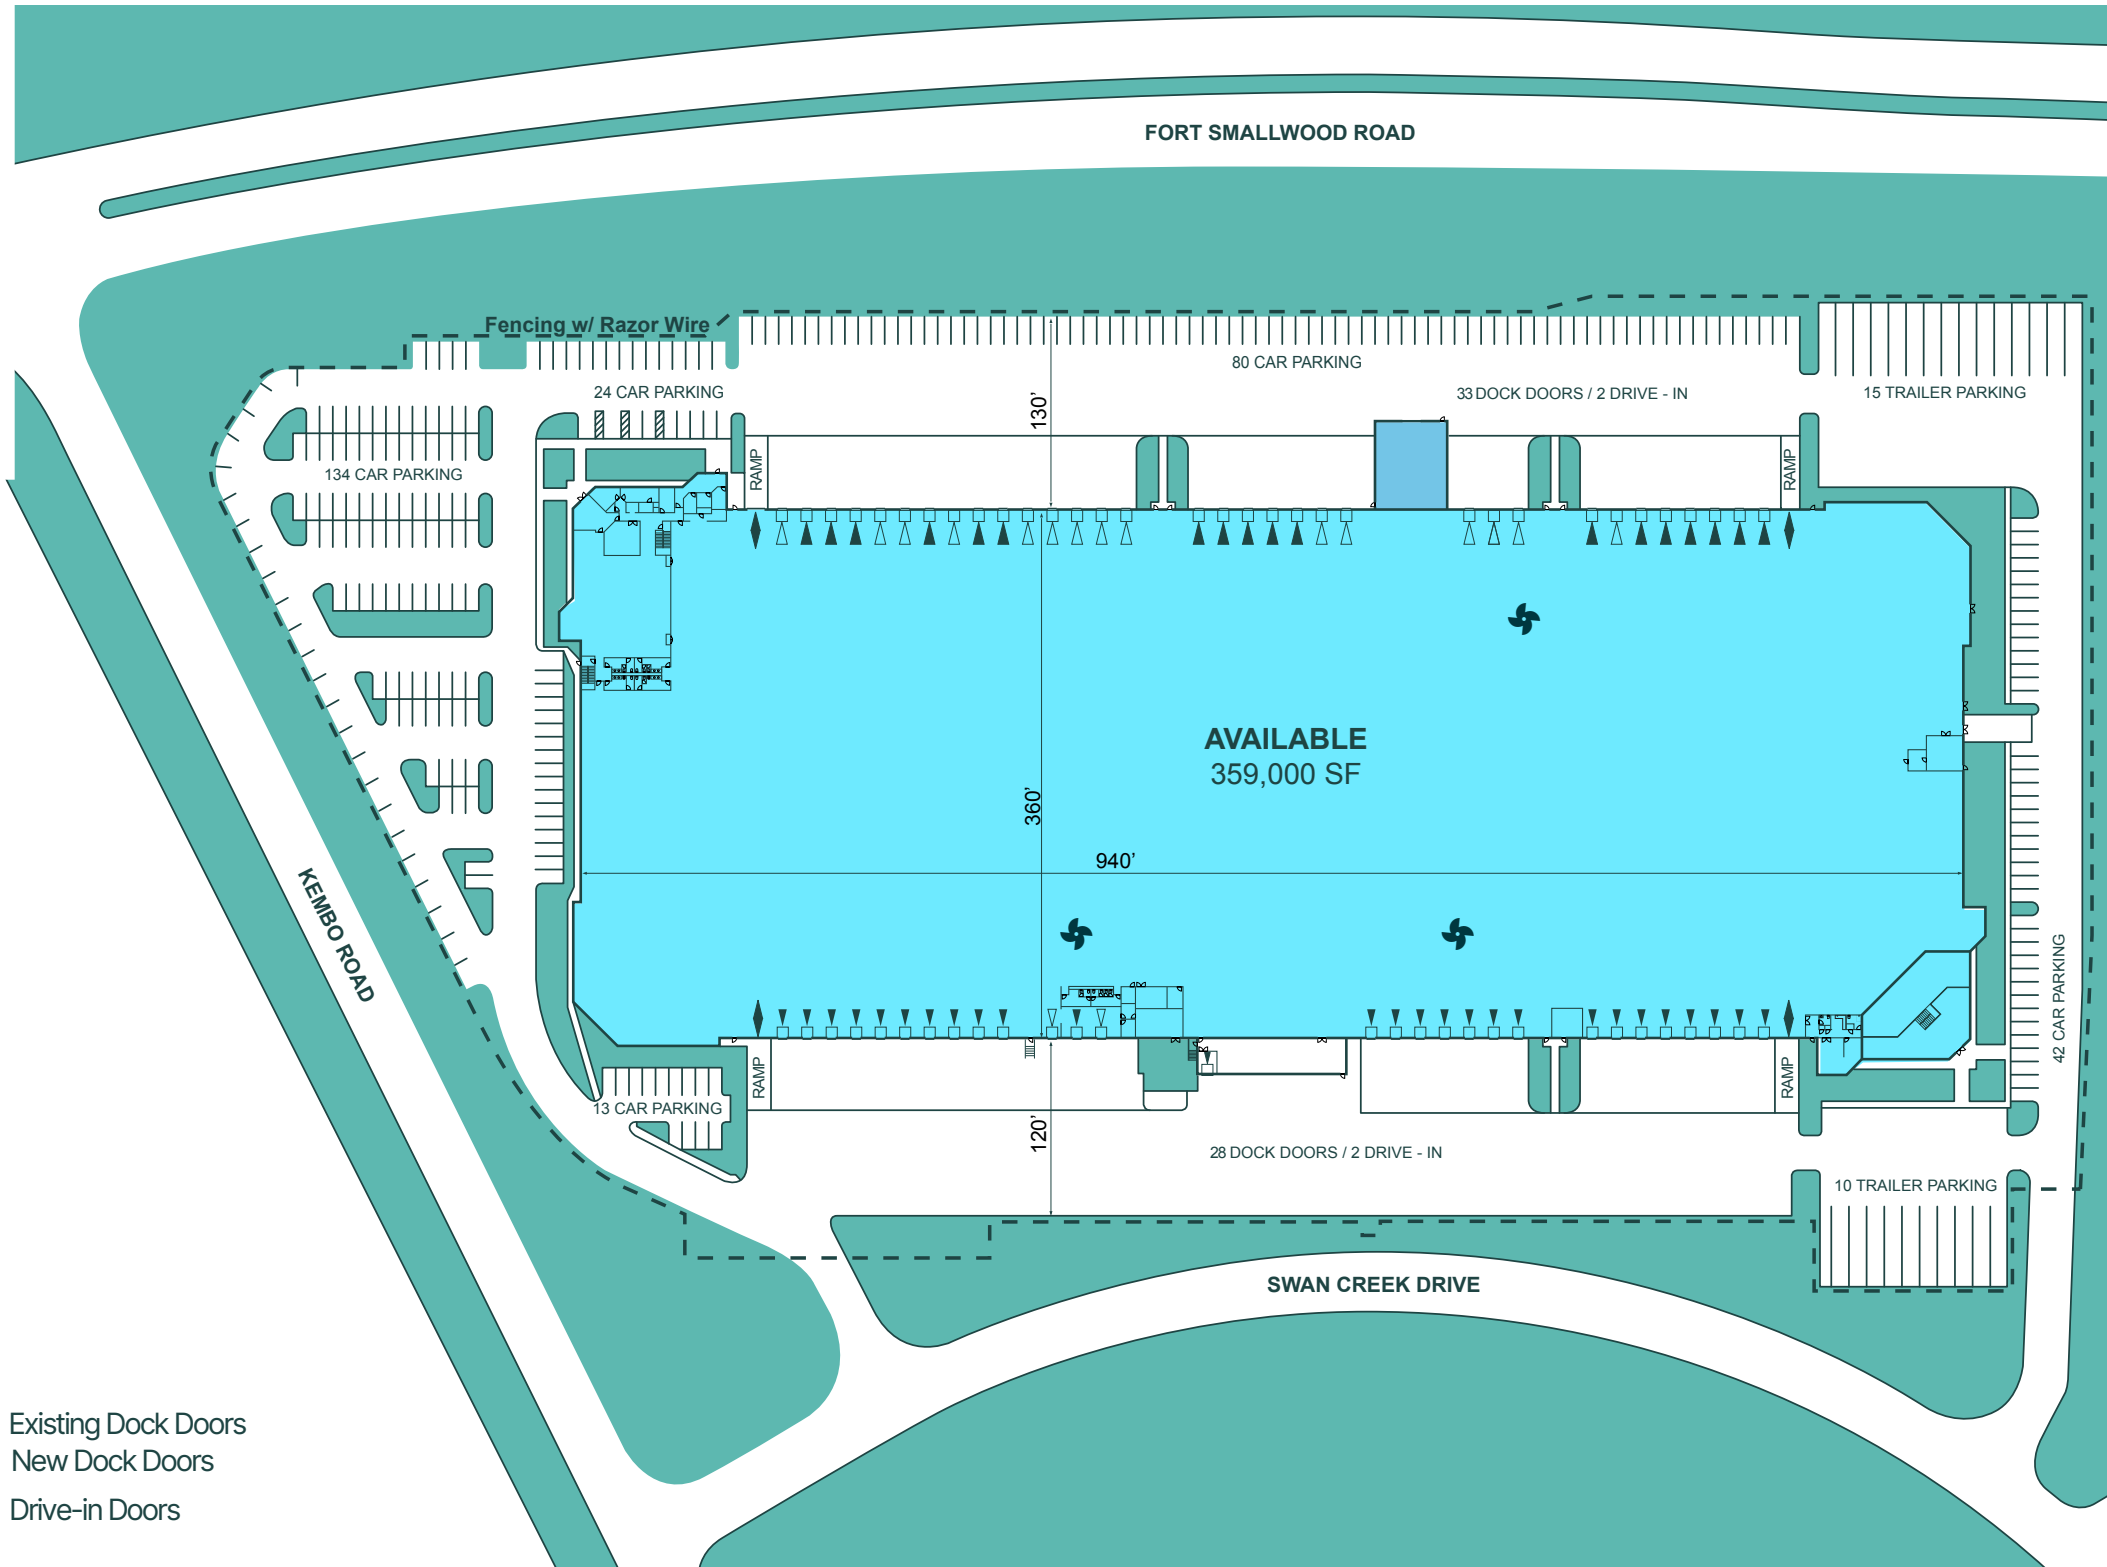 FORT SMALLWOOD ROAD
Fencing w/ Razor Wire
80 CAR PARKING
24 CAR PARKING
130’
33 DOCK DOORS / 2 DRIVE - IN
15 TRAILER PARKING
134 CAR PARKING
RAMP
RAMP
AVAILABLE
359,000 SF
360’
940’
KEMBO ROAD
42 CAR PARKING
RAMP
RAMP
13 CAR PARKING
120’
28 DOCK DOORS / 2 DRIVE - IN
10 TRAILER PARKING
SWAN CREEK DRIVE
Existing Dock Doors
New Dock Doors
Drive-in Doors